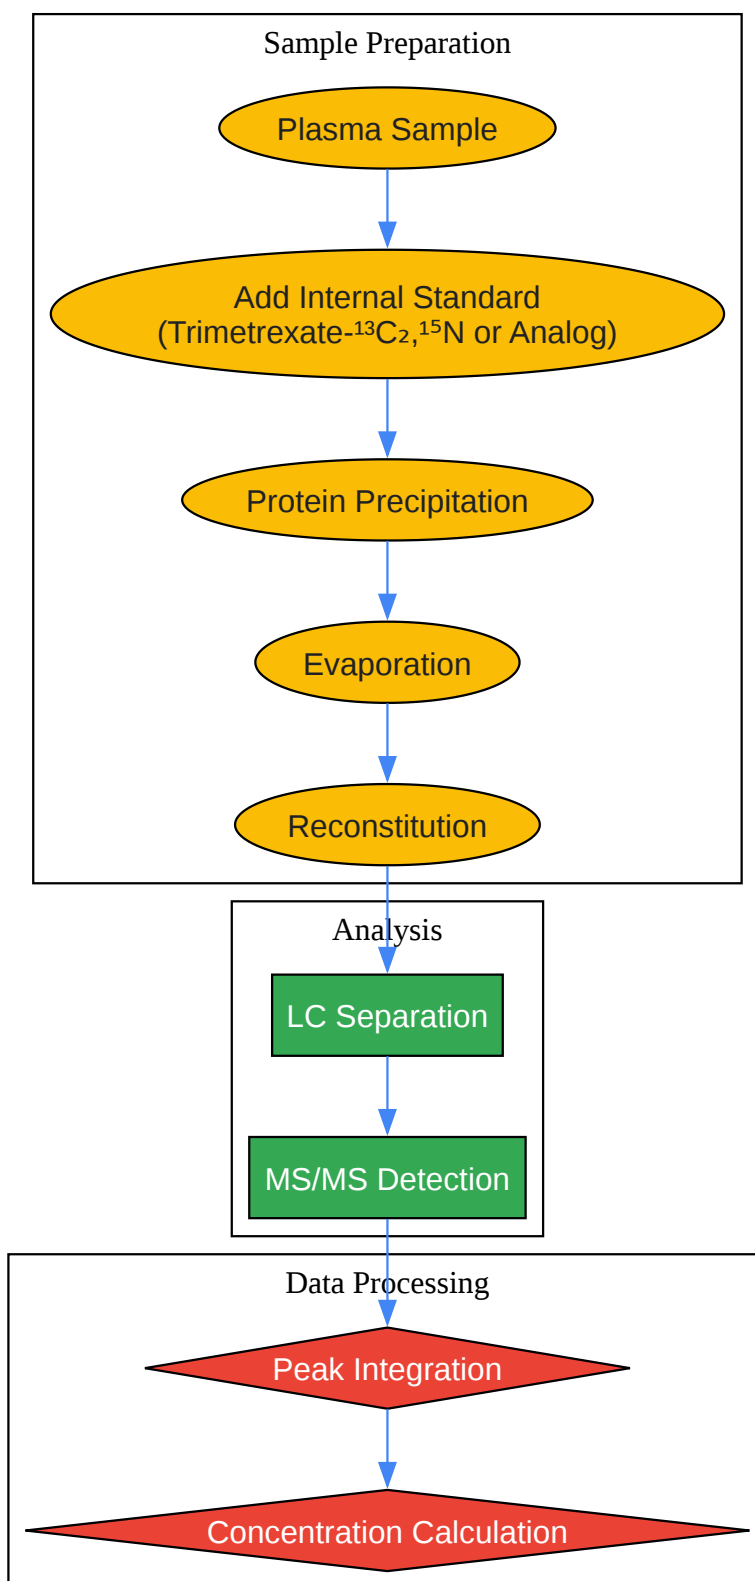 Sample Preparation
Plasma Sample
Add Internal Standard
(Trimetrexate-¹³C₂,¹⁵N or Analog)
Protein Precipitation
Evaporation
Reconstitution
Analysis
LC Separation
MS/MS Detection
Data Processing
Peak Integration
Concentration Calculation